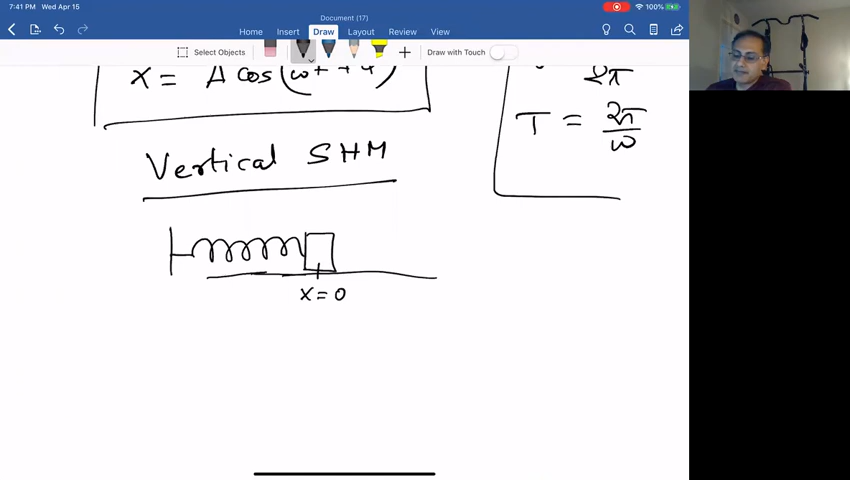 7:41 PM Wed Apr 15
100%
Document (17)
Home Insert Draw Layout Review View
Select Objects
Draw with Touch
X = A cos(ωt + φ)
2π
T = 2π/ω
Vertical SHM
X = 0